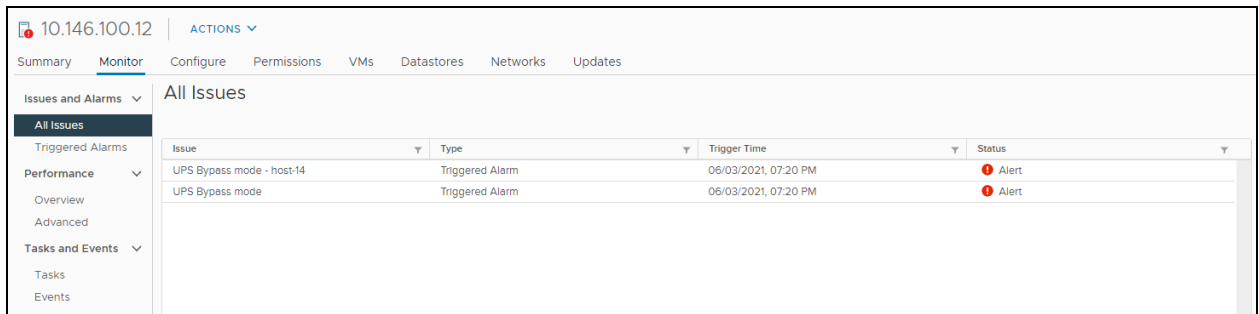 10.146.100.12 ACTIONS
Summary Monitor Configure Permissions VMs Datastores Networks Updates
Issues and Alarms
All Issues
Triggered Alarms
Performance
Overview
Advanced
Tasks and Events
Tasks
Events
All Issues
Issue Type Trigger Time Status
UPS Bypass mode - host-14 Triggered Alarm 06/03/2021, 07:20 PM Alert
UPS Bypass mode Triggered Alarm 06/03/2021, 07:20 PM Alert